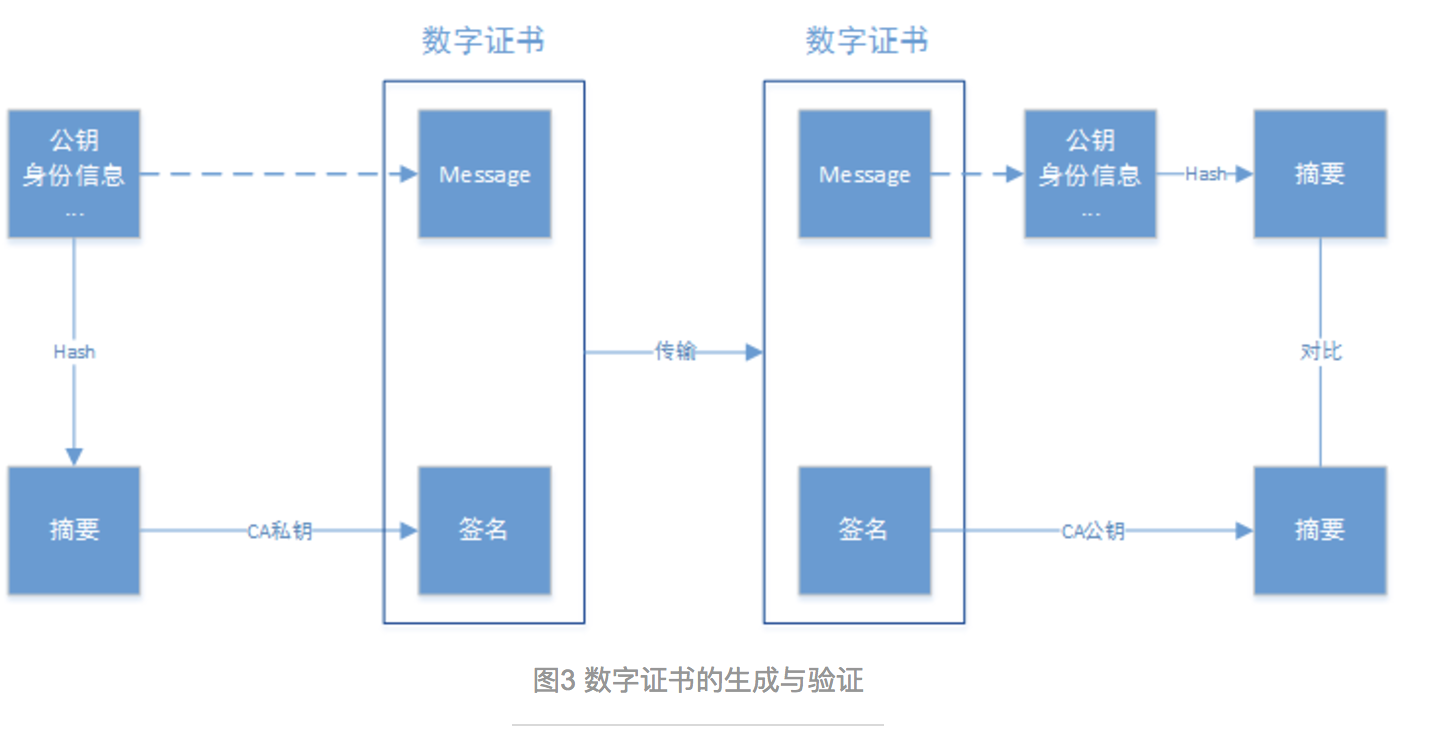 数字证书
数字证书
公钥
身份信息
...
Message
Message
公钥
身份信息
...
Hash
摘要
Hash
传输
对比
摘要
CA私钥
签名
签名
CA公钥
摘要
图3 数字证书的生成与验证